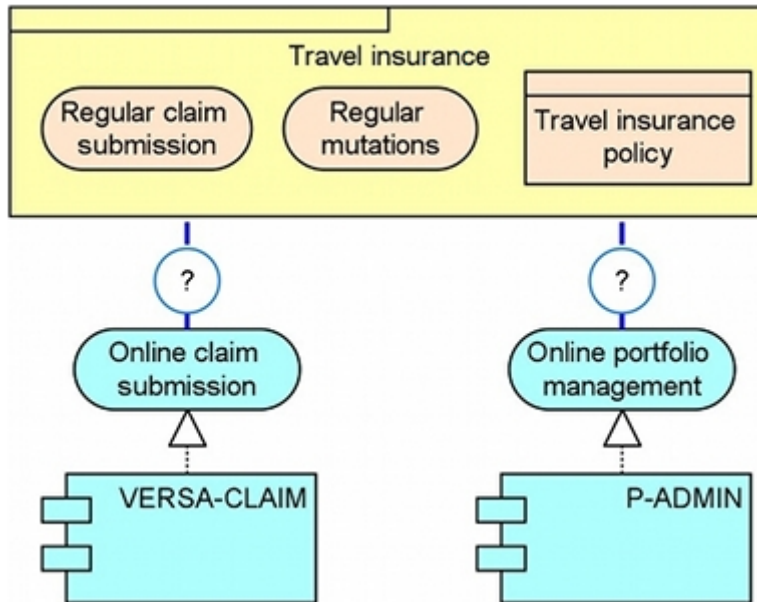 Travel insurance
Regular claim
submission
Regular
mutations
Travel insurance
policy
?
?
Online claim
submission
Online portfolio
management
VERSA-CLAIM
P-ADMIN